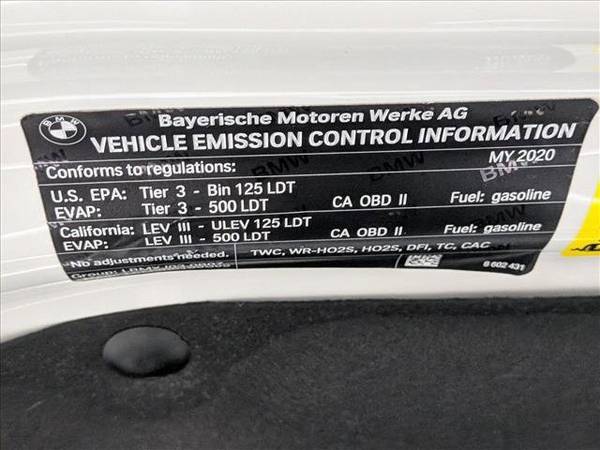 BMW
Bayerische Motoren Werke AG
VEHICLE EMISSION CONTROL INFORMATION
Conforms to regulations: MY 2020
U.S. EPA: Tier 3 - Bin 125 LDT
EVAP: Tier 3 - 500 LDT CA OBD II Fuel: gasoline
California: LEV III - ULEV 125 LDT
EVAP: LEV III - 500 LDT CA OBD II Fuel: gasoline
No adjustments needed. TWC, WR-HO2S, HO2S, DFI, TC, CAC
Group: 8 602 431